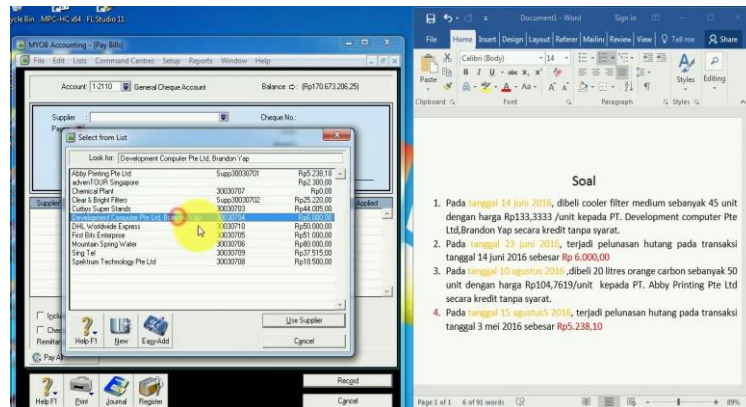 cycle Bin MPC-HC x64 FL Studio 11
MYOB Accounting - [Pay Bills]
File Edit Lists Command Centres Setup Reports Window Help
Account: 1-2110 General Cheque Account Balance (Rp170.673.206,25)
Supplier :
Cheque No.:
Select from List
Look for: Development Computer Pte Ltd, Brandon Yap
Abby Printing Pte Ltd Supp30030701 Rp5.238,10
advenTOUR Singapore Rp2.300,00
Chemical Plant 30030707 Rp0,00
Clear & Bright Filters Supp30030702 Rp25.220,00
Curbys Super Stands 30030703 Rp44.005,00
Development Computer Pte Ltd, Brandon Yap 30030704 Rp6.000,00
DHL Worldwide Express 30030710 Rp50.000,00
First Bits Enterprise 30030705 Rp51.000,00
Mountain Spring Water 30030706 Rp80.000,00
Sing Tel 30030709 Rp37.515,00
Spektrum Technology Pte Ltd 30030708 Rp18.500,00
Supplier'
Applied
Help F1 New Easy-Add
Use Supplier
Cancel
Includ
Chec
Remittan
Pay All
Help F1 Print Journal Register
Record
Cancel
Document1 - Word Sign in
File Home Insert Design Layout Referer Mailin Review View Tell me Share
Paste
Calibri (Body) 14
B I U abc
Styles Editing
Clipboard Font Paragraph Styles
Soal
1. Pada tanggal 14 juni 2016, dibeli cooler filter medium sebanyak 45 unit
dengan harga Rp133,3333 /unit kepada PT. Development computer Pte
Ltd,Brandon Yap secara kredit tanpa syarat.
2. Pada tanggal 23 juni 2016, terjadi pelunasan hutang pada transaksi
tanggal 14 juni 2016 sebesar Rp 6.000,00
3. Pada tanggal 10 agustus 2016 ,dibeli 20 litres orange carbon sebanyak 50
unit dengan harga Rp104,7619/unit kepada PT. Abby Printing Pte Ltd
secara kredit tanpa syarat.
4. Pada tanggal 15 agustus5 2016, terjadi pelunasan hutang pada transaksi
tanggal 3 mei 2016 sebesar Rp5.238,10
Page 1 of 1 6 of 91 words 89%